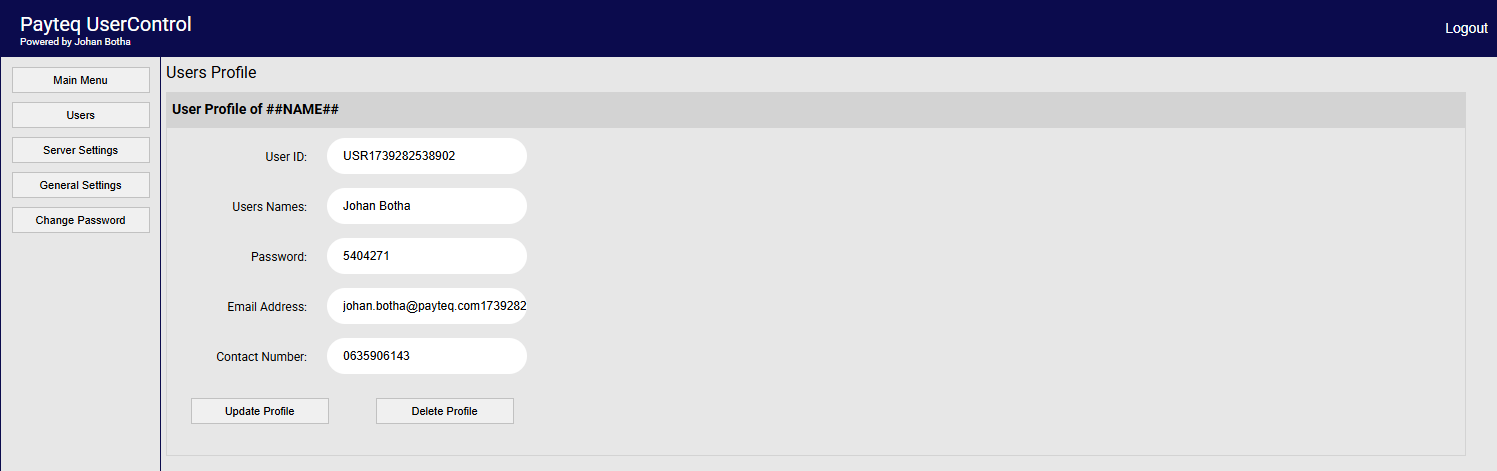 Payteq UserControl
Powered by Johan Botha
Logout
Main Menu
Users
Server Settings
General Settings
Change Password
Users Profile
User Profile of ##NAME##
User ID: USR1739282538902
Users Names: Johan Botha
Password: 5404271
Email Address: johan.botha@payteq.com1739282
Contact Number: 0635906143
Update Profile Delete Profile